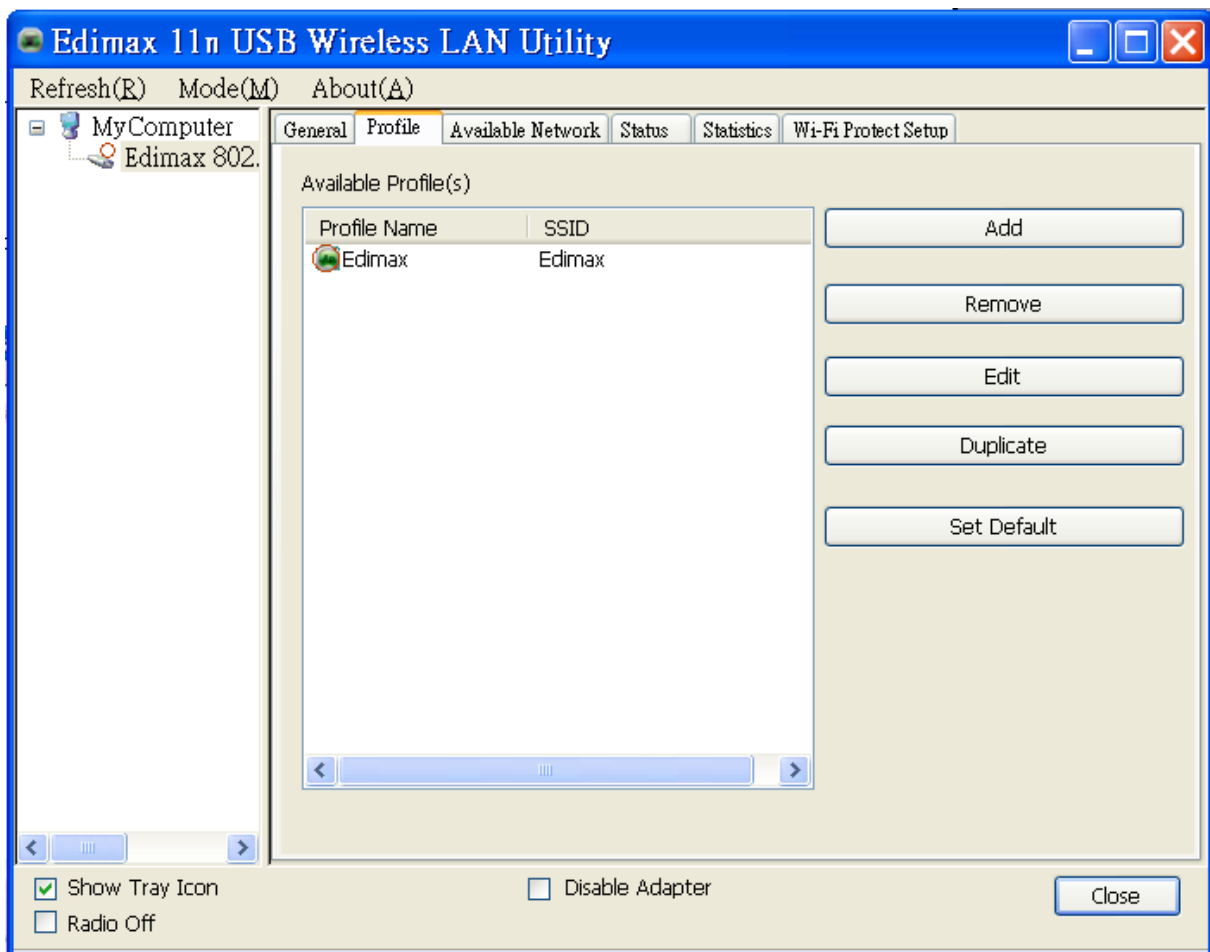 Edimax 11n USB Wireless LAN Utility
Refresh(R) Mode(M) About(A)
MyComputer
Edimax 802.
General Profile Available Network Status Statistics Wi-Fi Protect Setup
Available Profile(s)
Profile Name SSID
Edimax Edimax
Add
Remove
Edit
Duplicate
Set Default
Show Tray Icon
Radio Off
Disable Adapter
Close